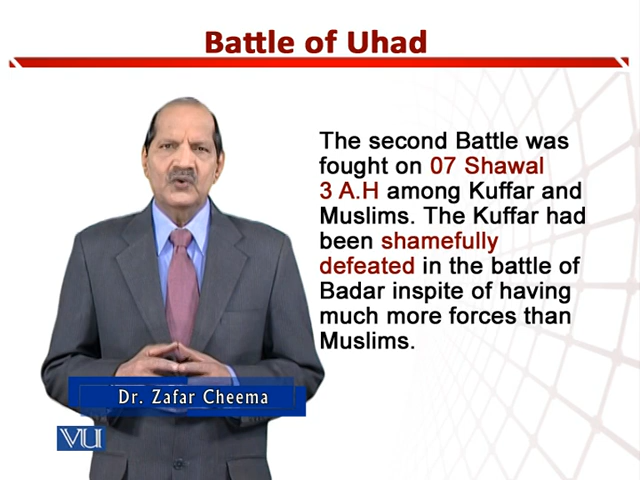 Battle of Uhad
The second Battle was
fought on 07 Shawal
3 A.H among Kuffar and
Muslims. The Kuffar had
been shamefully
defeated in the battle of
Badar inspite of having
much more forces than
Muslims.
Dr. Zafar Cheema
VU